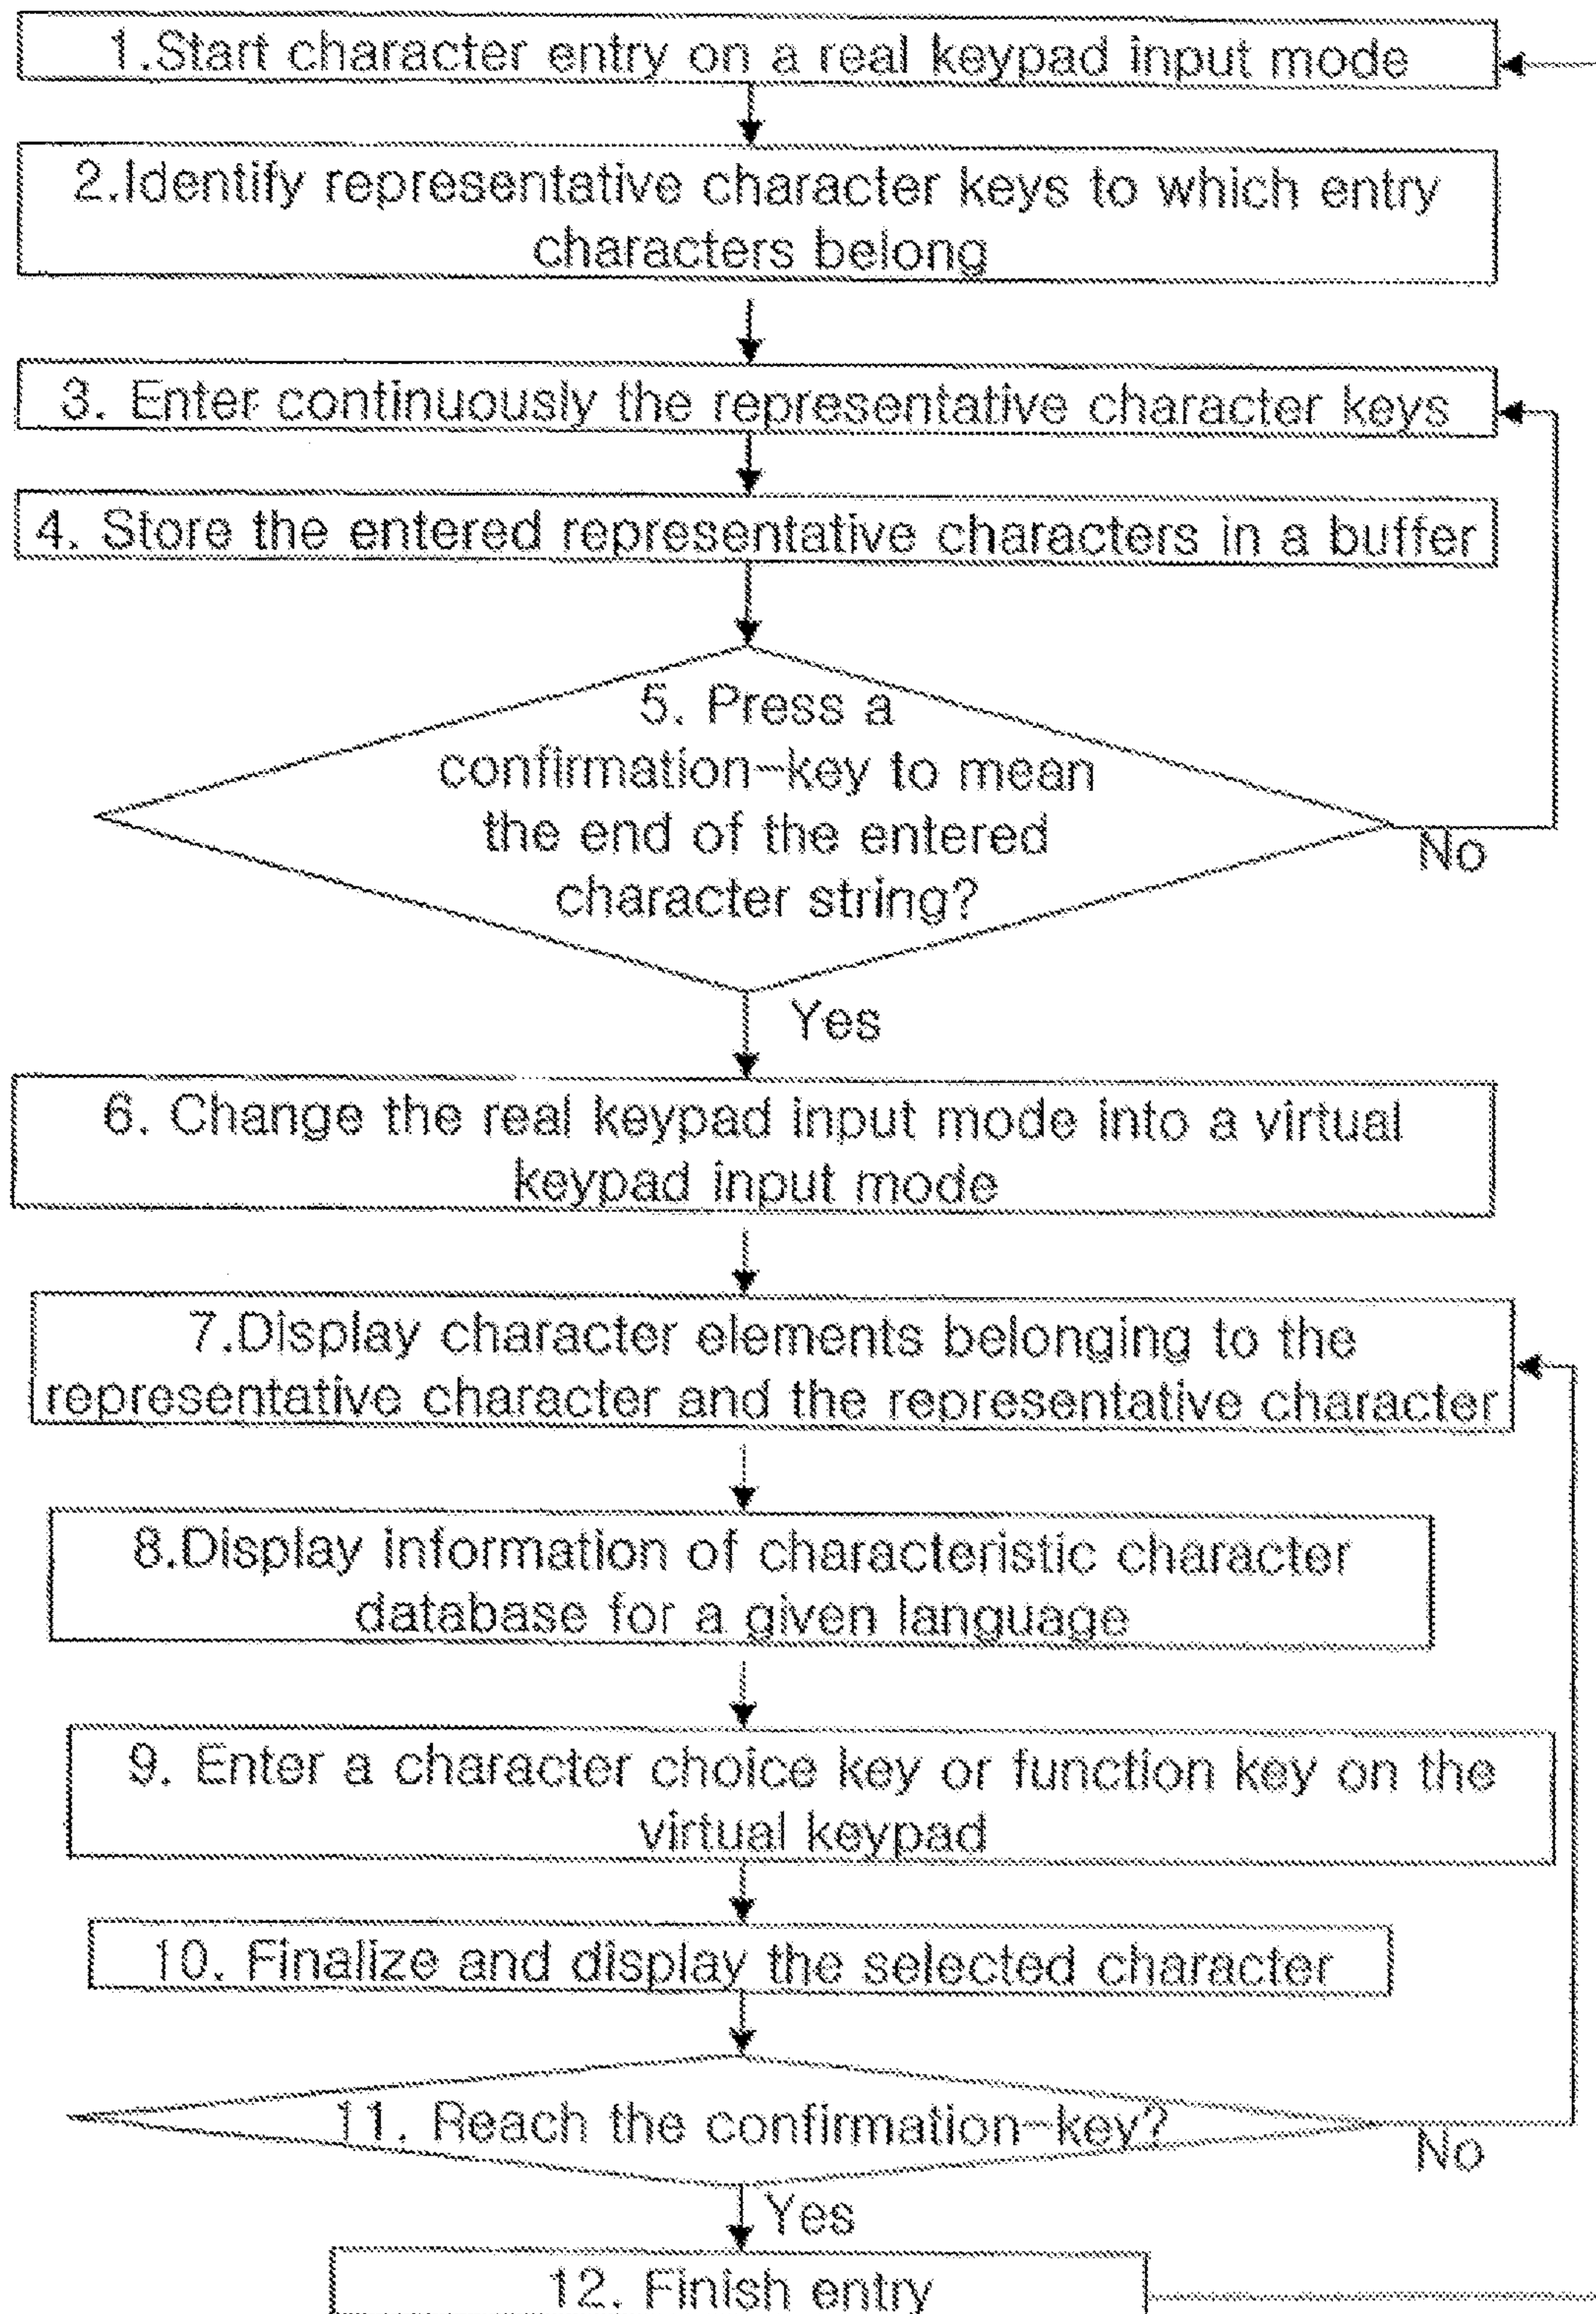 1.Start character entry on a real keypad input mode
2.Identify representative character keys to which entry
characters belong
3. Enter continuously the representative character keys
4. Store the entered representative characters in a buffer
5. Press a
confirmation-key to mean
the end of the entered
character string?
No
Yes
6. Change the real keypad input mode into a virtual
keypad input mode
7.Display character elements belonging to the
representative character and the representative character
8.Display information of characteristic character
database for a given language
9. Enter a character choice key or function key on the
virtual keypad
10. Finalize and display the selected character
11. Reach the confirmation-key?
No
Yes
12. Finish entry